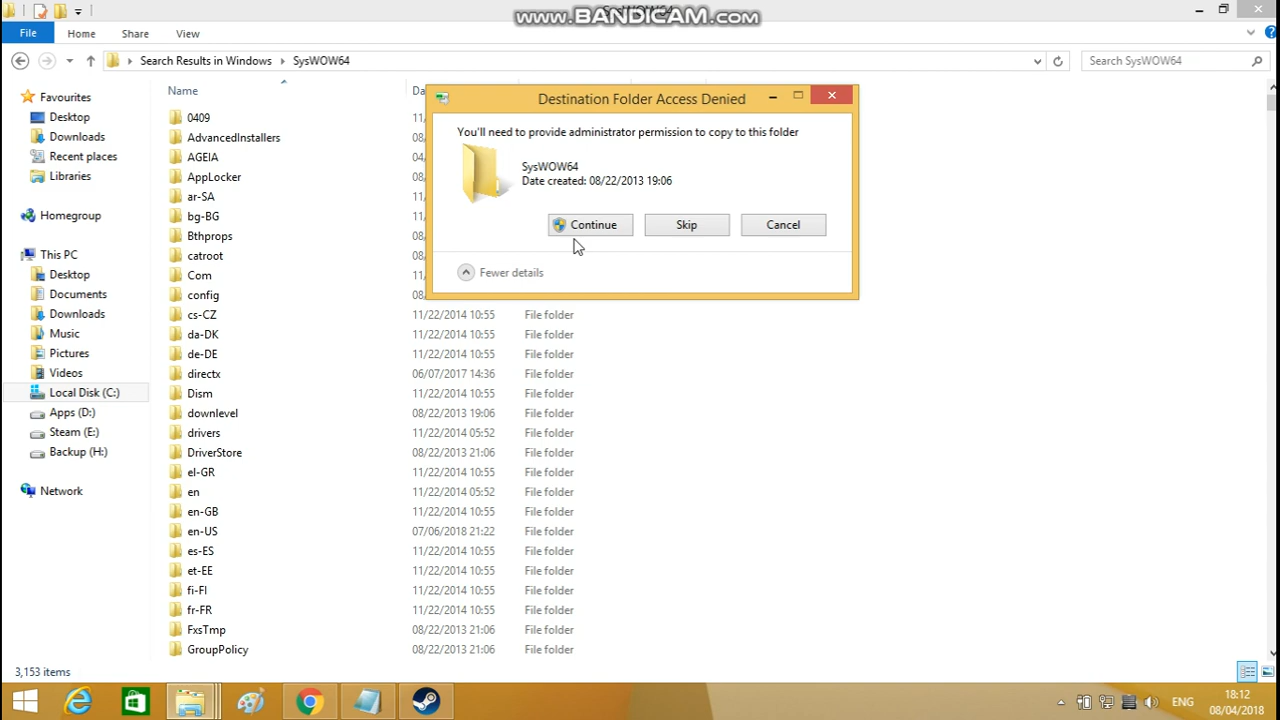 www.BANDICAM.com
File
Home
Share
View
Search Results in Windows
SysWOW64
Search SysWOW64
Favourites
Desktop
Downloads
Recent places
Libraries
Homegroup
This PC
Desktop
Documents
Downloads
Music
Pictures
Videos
Local Disk (C:)
Apps (D:)
Steam (E:)
Backup (H:)
Network
Name
0409
AdvancedInstallers
AGEIA
AppLocker
ar-SA
bg-BG
Bthprops
catroot
Com
config
cs-CZ 11/22/2014 10:55 File folder
da-DK 11/22/2014 10:55 File folder
de-DE 11/22/2014 10:55 File folder
directx 06/07/2017 14:36 File folder
Dism 11/22/2014 10:55 File folder
downlevel 08/22/2013 19:06 File folder
drivers 11/22/2014 05:52 File folder
DriverStore 08/22/2013 21:06 File folder
el-GR 11/22/2014 10:55 File folder
en 11/22/2014 05:52 File folder
en-GB 11/22/2014 10:55 File folder
en-US 07/06/2018 21:22 File folder
es-ES 11/22/2014 10:55 File folder
et-EE 11/22/2014 10:55 File folder
fi-FI 11/22/2014 10:55 File folder
fr-FR 11/22/2014 10:55 File folder
FxsTmp 08/22/2013 21:06 File folder
GroupPolicy 08/22/2013 21:06 File folder
Destination Folder Access Denied
You'll need to provide administrator permission to copy to this folder
SysWOW64
Date created: 08/22/2013 19:06
Continue
Skip
Cancel
Fewer details
3,153 items
ENG
18:12
08/04/2018